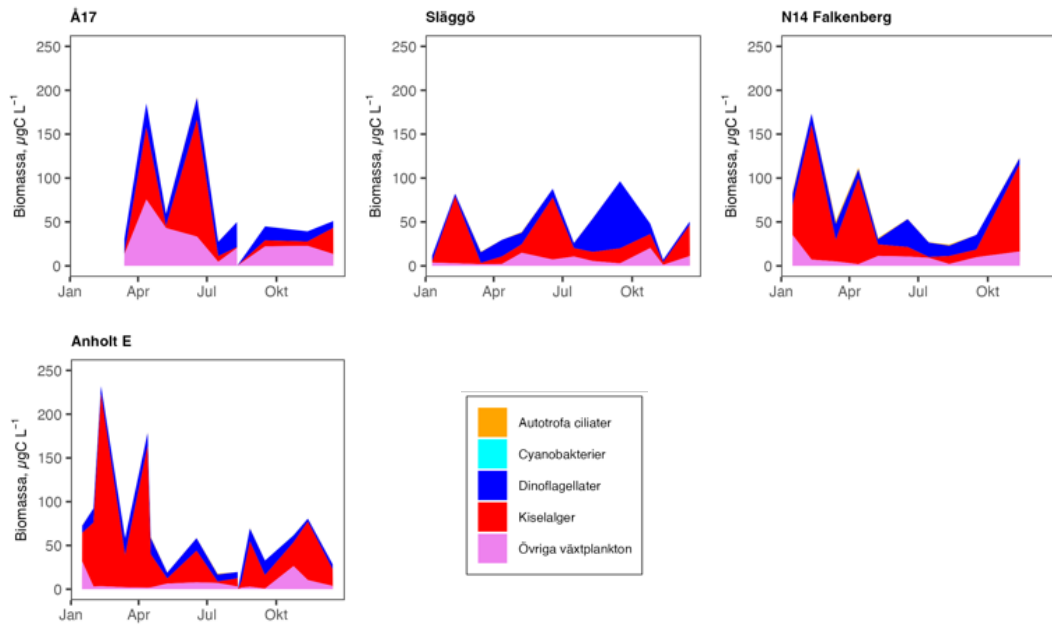 Å17
Biomassa, µgC L⁻¹
250
200
150
100
50
0
Jan
Apr
Jul
Okt
Släggö
Biomassa, µgC L⁻¹
250
200
150
100
50
0
Jan
Apr
Jul
Okt
N14 Falkenberg
Biomassa, µgC L⁻¹
250
200
150
100
50
0
Jan
Apr
Jul
Okt
Anholt E
Biomassa, µgC L⁻¹
250
200
150
100
50
0
Jan
Apr
Jul
Okt
Autotrofa ciliater
Cyanobakterier
Dinoflagellater
Kiselalger
Övriga växtplankton